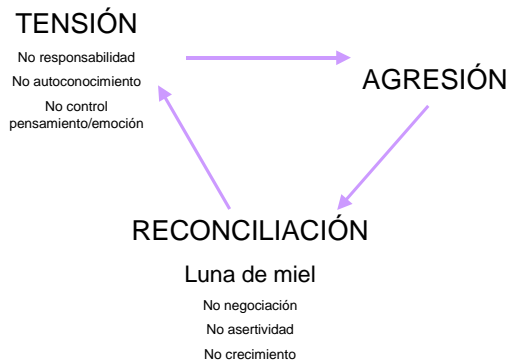 TENSIÓN
No responsabilidad
No autoconocimiento
No control
pensamiento/emoción
AGRESIÓN
RECONCILIACIÓN
Luna de miel
No negociación
No asertividad
No crecimiento